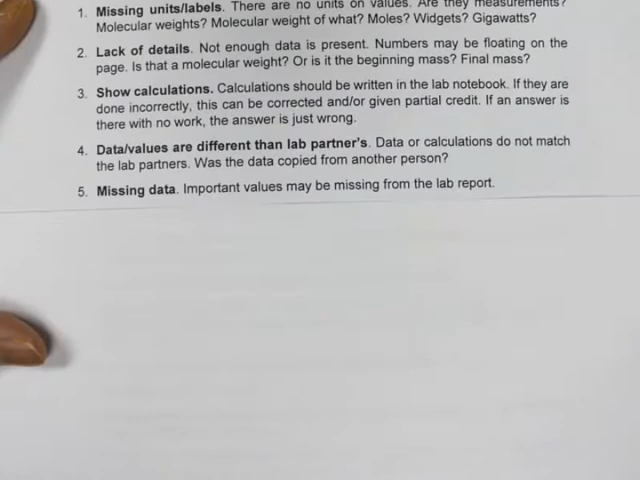 1. Missing units/labels. There are no units on values. Are they measurements?
Molecular weights? Molecular weight of what? Moles? Widgets? Gigawatts?
2. Lack of details. Not enough data is present. Numbers may be floating on the
page. Is that a molecular weight? Or is it the beginning mass? Final mass?
3. Show calculations. Calculations should be written in the lab notebook. If they are
done incorrectly, this can be corrected and/or given partial credit. If an answer is
there with no work, the answer is just wrong.
4. Data/values are different than lab partner's. Data or calculations do not match
the lab partners. Was the data copied from another person?
5. Missing data. Important values may be missing from the lab report.